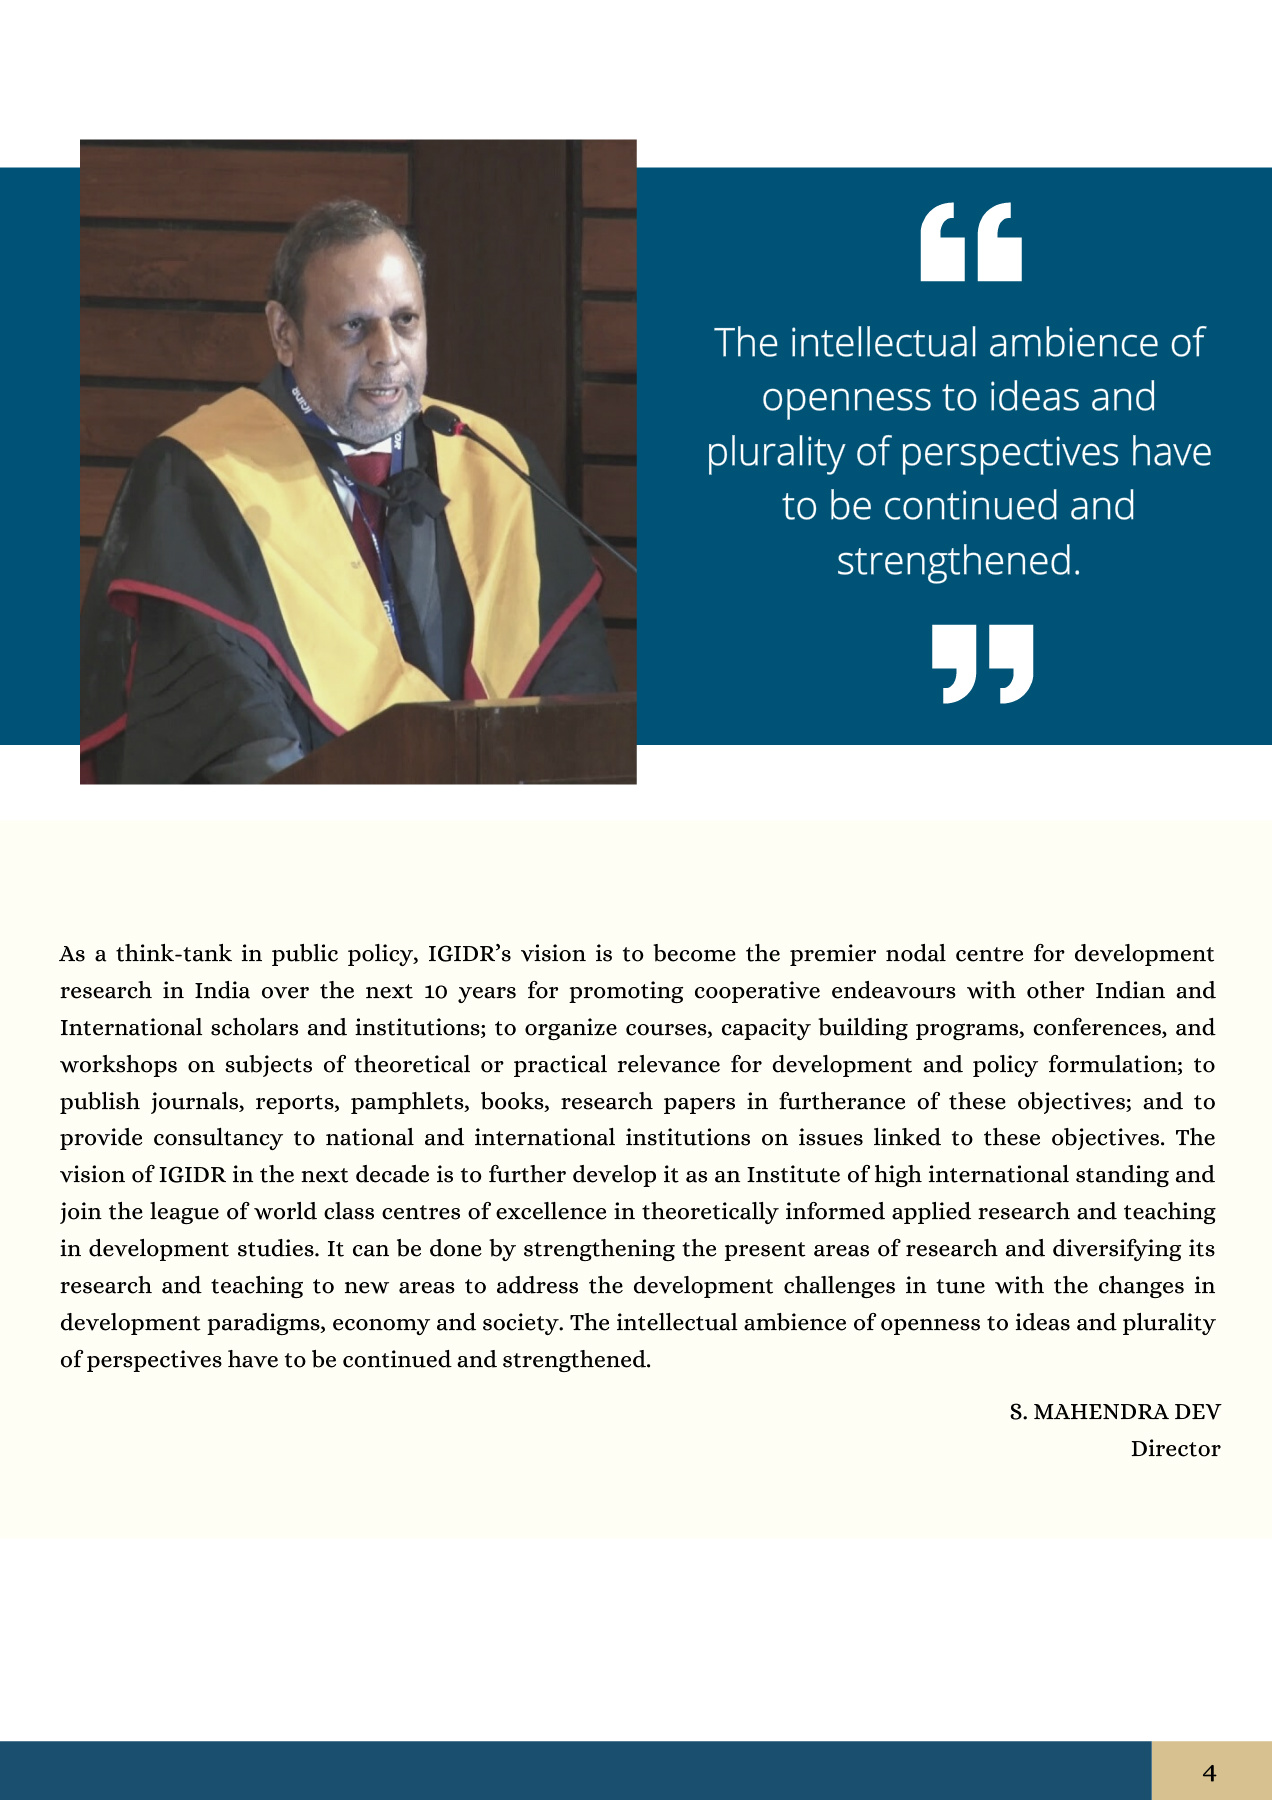 IGIDR
IGIDR
The intellectual ambience of
openness to ideas and
plurality of perspectives have
to be continued and
strengthened.
As a think-tank in public policy, IGIDR’s vision is to become the premier nodal centre for development
research in India over the next 10 years for promoting cooperative endeavours with other Indian and
International scholars and institutions; to organize courses, capacity building programs, conferences, and
workshops on subjects of theoretical or practical relevance for development and policy formulation; to
publish journals, reports, pamphlets, books, research papers in furtherance of these objectives; and to
provide consultancy to national and international institutions on issues linked to these objectives. The
vision of IGIDR in the next decade is to further develop it as an Institute of high international standing and
join the league of world class centres of excellence in theoretically informed applied research and teaching
in development studies. It can be done by strengthening the present areas of research and diversifying its
research and teaching to new areas to address the development challenges in tune with the changes in
development paradigms, economy and society. The intellectual ambience of openness to ideas and plurality
of perspectives have to be continued and strengthened.
S. MAHENDRA DEV
Director
4